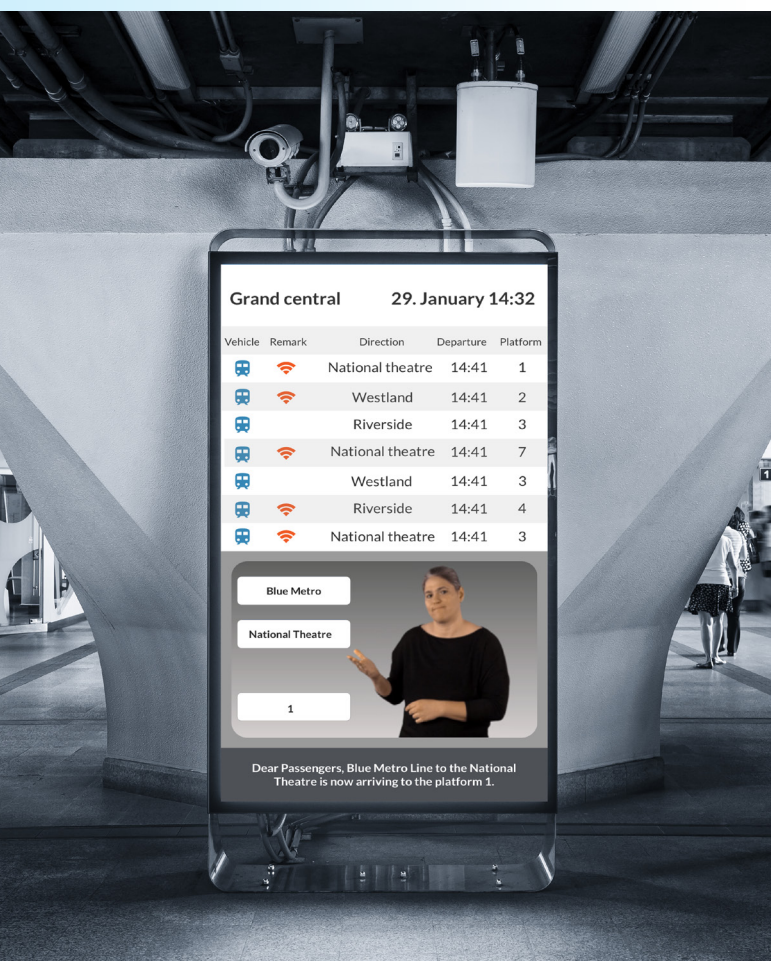 Grand central 29. January 14:32
Vehicle Remark Direction Departure Platform
National theatre 14:41 1
Westland 14:41 2
Riverside 14:41 3
National theatre 14:41 7
Westland 14:41 3
Riverside 14:41 4
National theatre 14:41 3
Blue Metro
National Theatre
1
Dear Passengers, Blue Metro Line to the National
Theatre is now arriving to the platform 1.
1